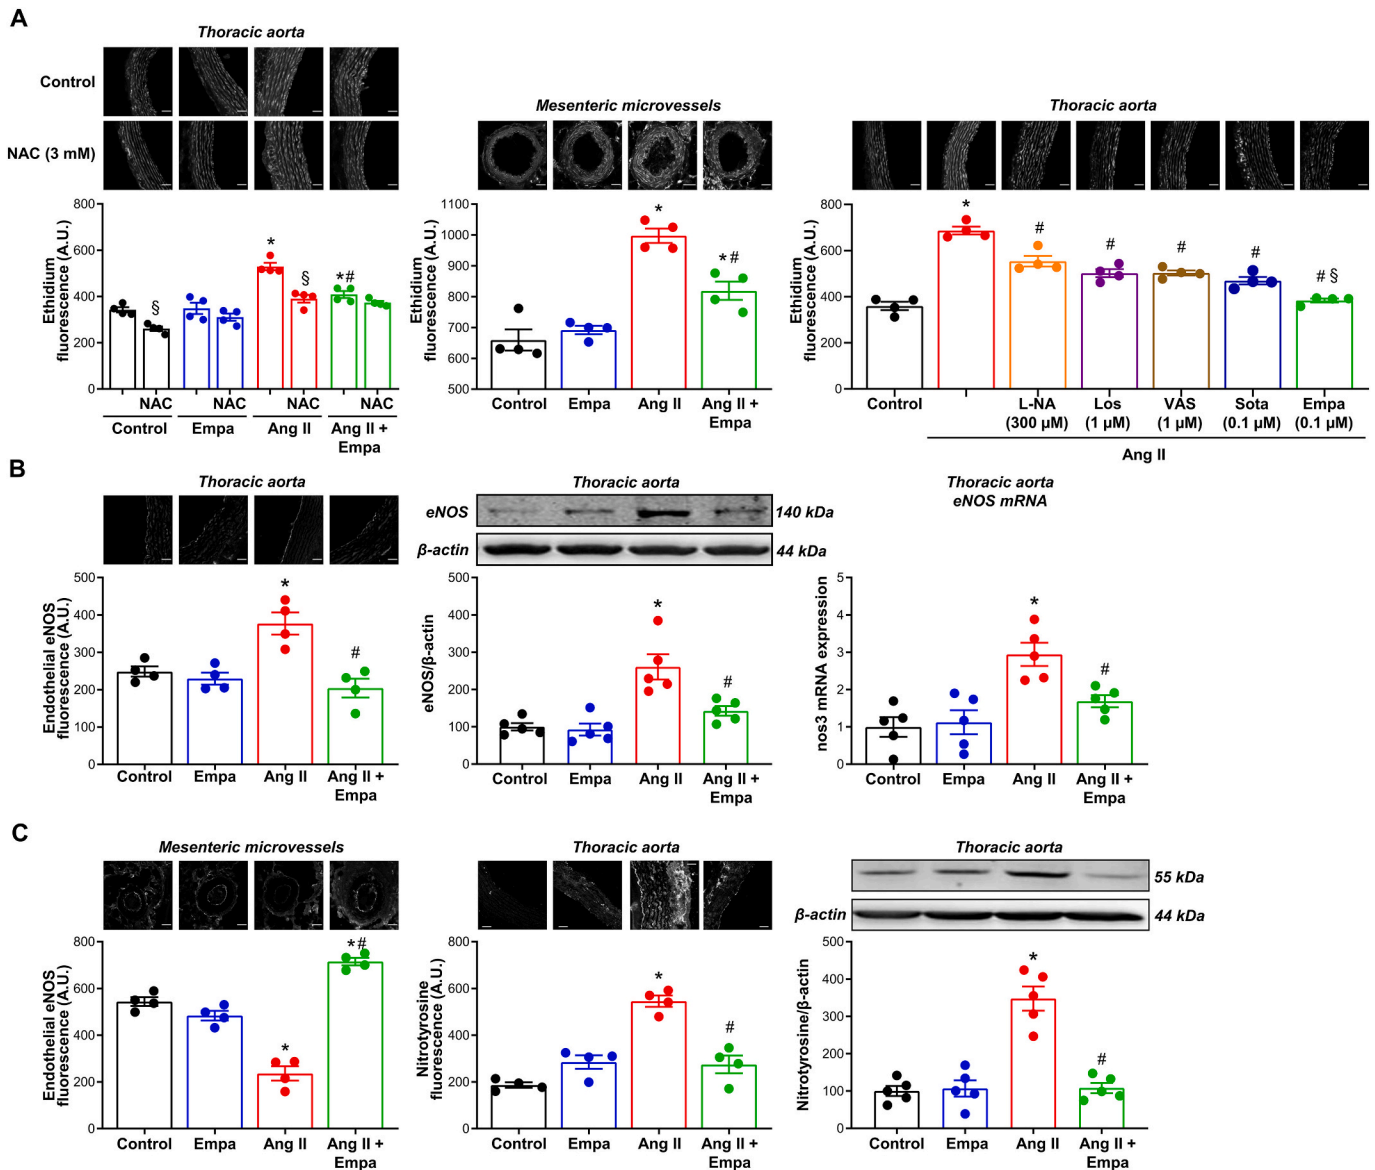 A
Thoracic aorta
Control
NAC (3 mM)
Ethidium
fluorescence (A.U.)
800
600
400
200
0
NAC
NAC
NAC
NAC
Control
Empa
Ang II
Ang II +
Empa
*
§
*
§
*#
Mesenteric microvessels
Ethidium
fluorescence (A.U.)
1100
1000
900
800
700
600
500
*
*#
Control
Empa
Ang II
Ang II +
Empa
Thoracic aorta
Ethidium
fluorescence (A.U.)
800
600
400
200
0
*
#
#
#
#
# §
Control
L-NA
(300 µM)
Los
(1 µM)
VAS
(1 µM)
Sota
(0.1 µM)
Empa
(0.1 µM)
Ang II
B
Thoracic aorta
Endothelial eNOS
fluorescence (A.U.)
500
400
300
200
100
0
*
#
Control
Empa
Ang II
Ang II +
Empa
Thoracic aorta
eNOS
140 kDa
β-actin
44 kDa
eNOS/β-actin
500
400
300
200
100
0
*
#
Control
Empa
Ang II
Ang II +
Empa
Thoracic aorta
eNOS mRNA
nos3 mRNA expression
5
4
3
2
1
0
*
#
Control
Empa
Ang II
Ang II +
Empa
C
Mesenteric microvessels
Endothelial eNOS
fluorescence (A.U.)
800
600
400
200
0
*
*#
Control
Empa
Ang II
Ang II +
Empa
Thoracic aorta
Nitrotyrosine
fluorescence (A.U.)
800
600
400
200
0
*
#
Control
Empa
Ang II
Ang II +
Empa
Thoracic aorta
55 kDa
β-actin
44 kDa
Nitrotyrosine/β-actin
500
400
300
200
100
0
*
#
Control
Empa
Ang II
Ang II +
Empa